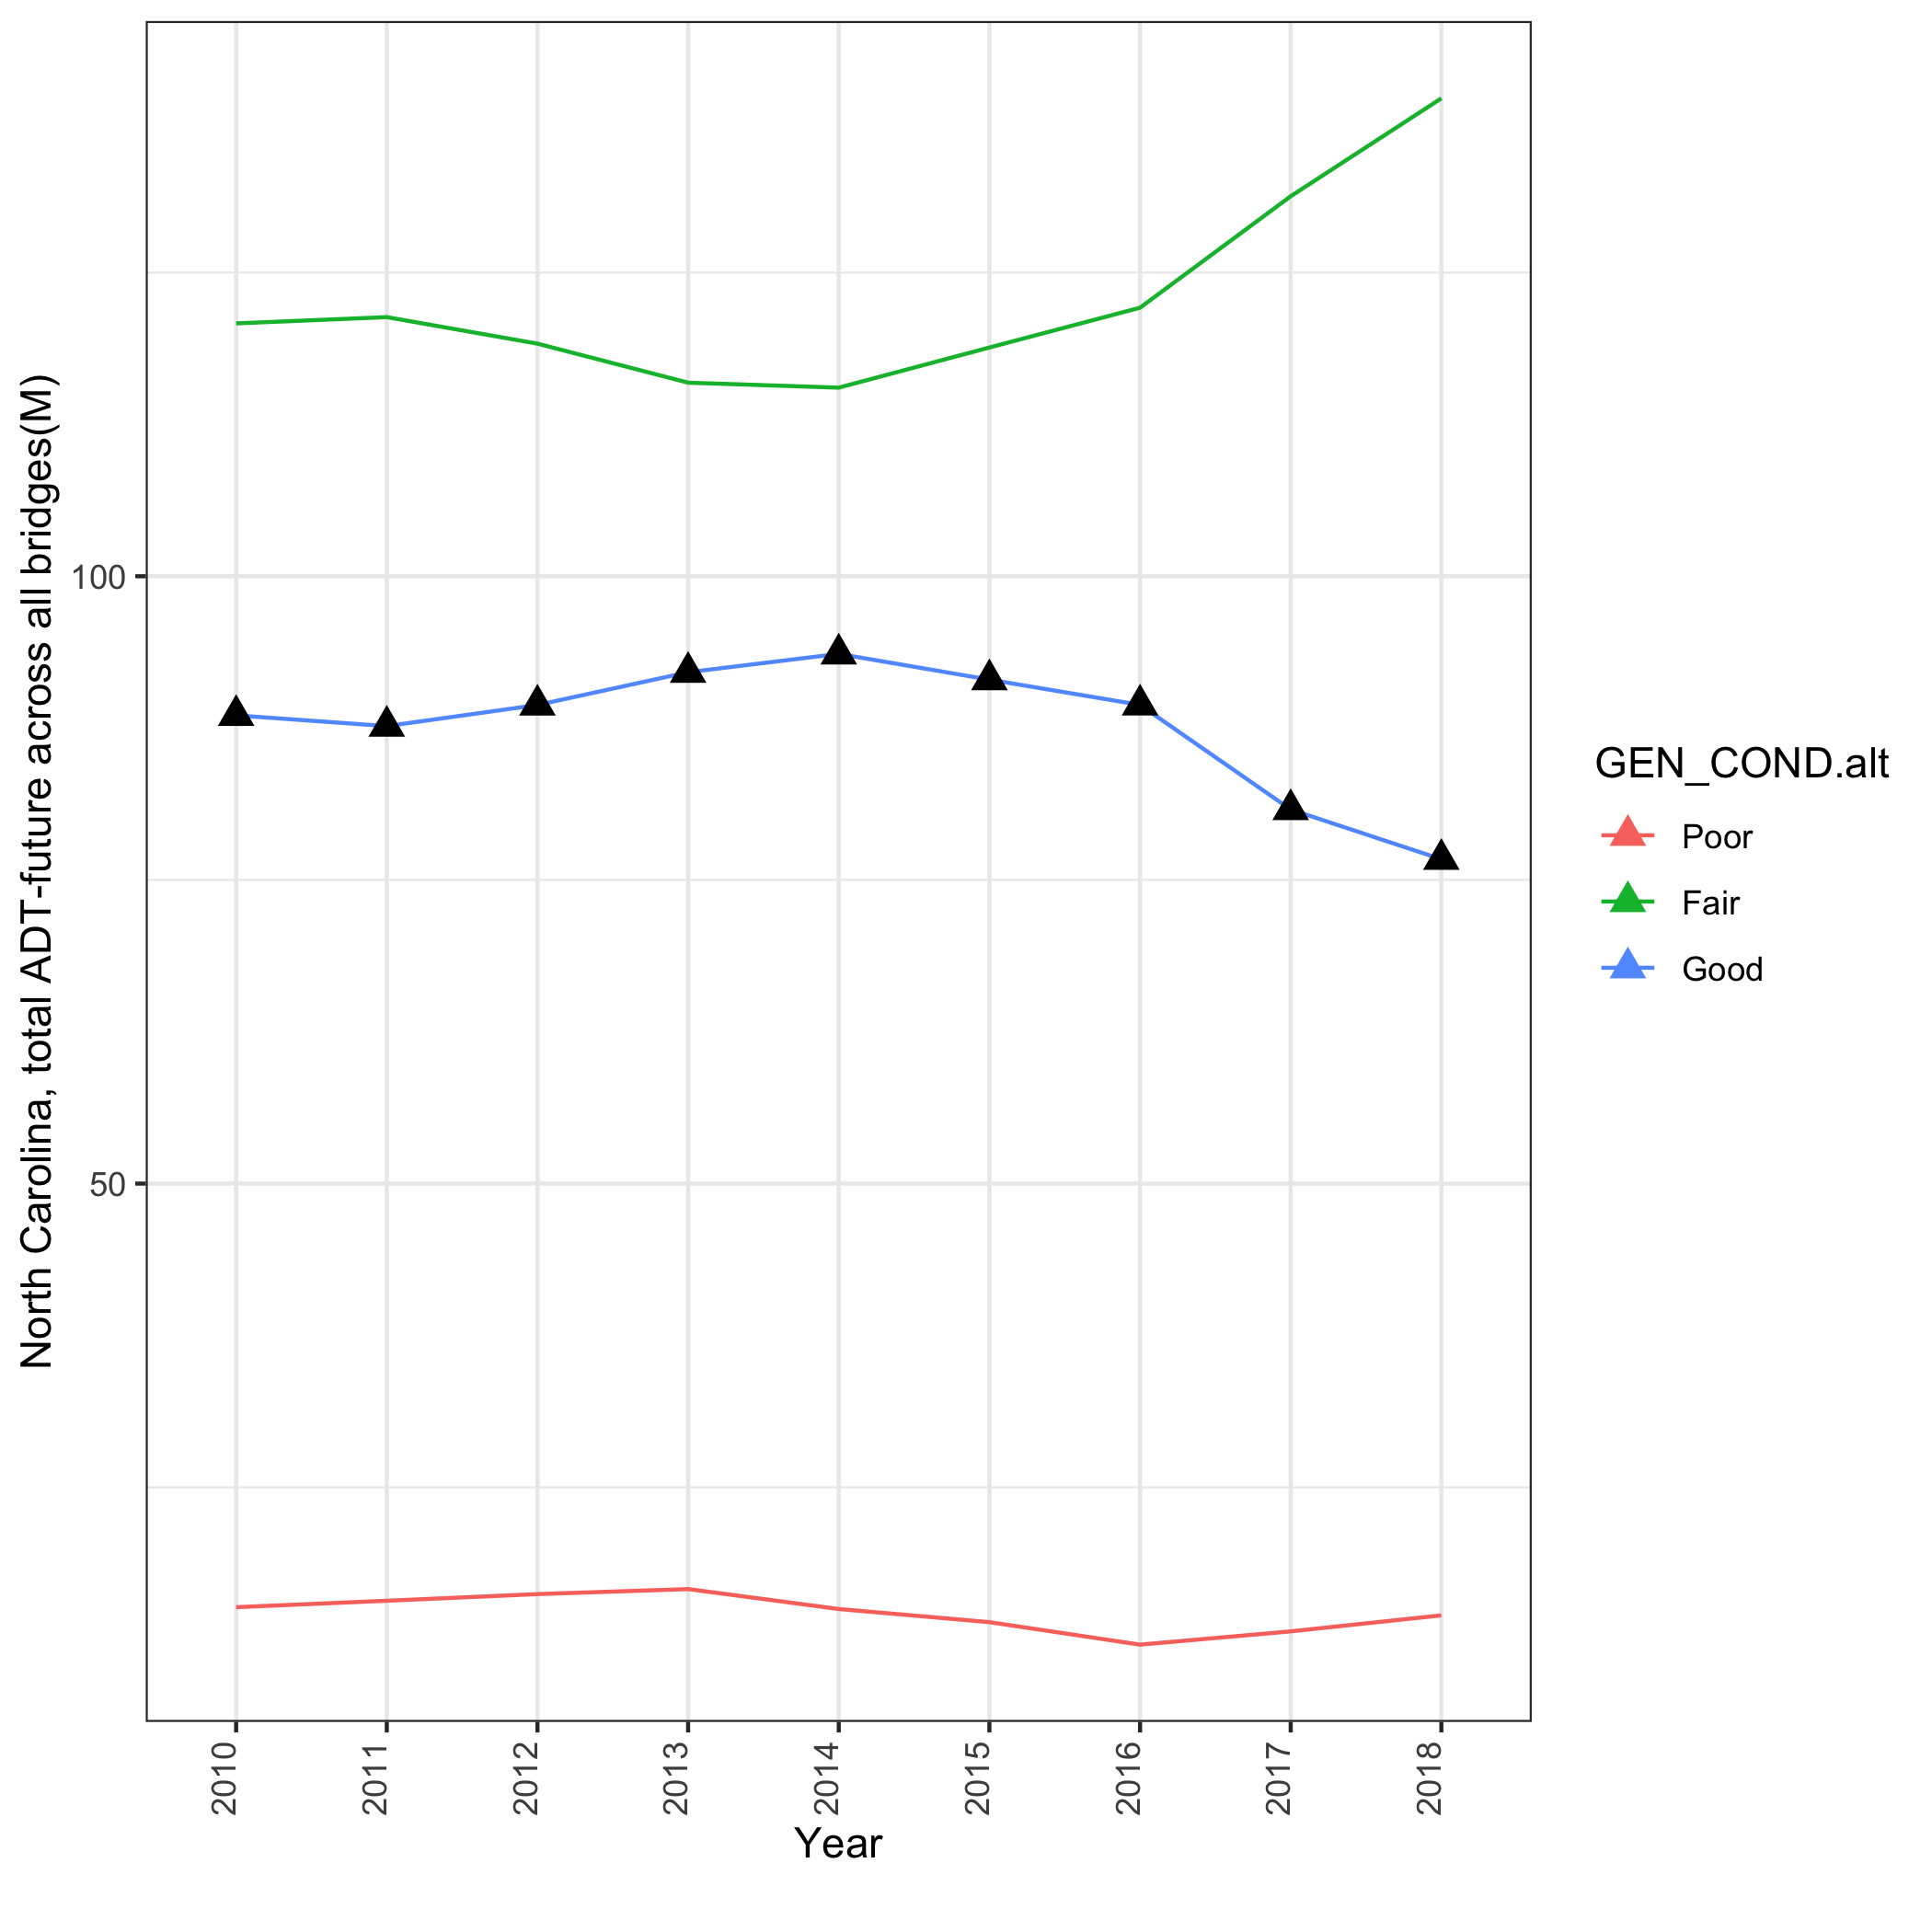 North Carolina, total ADT-future across all bridges(M)
100
50
2010
2011
2012
2013
2014
2015
2016
2017
2018
Year
GEN_COND.alt
Poor
Fair
Good